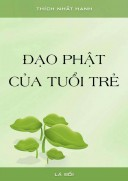 THÍCH NHẤT HẠNH
ĐẠO PHẬT
CỦA TUỔI TRẺ
LÁ BỐI